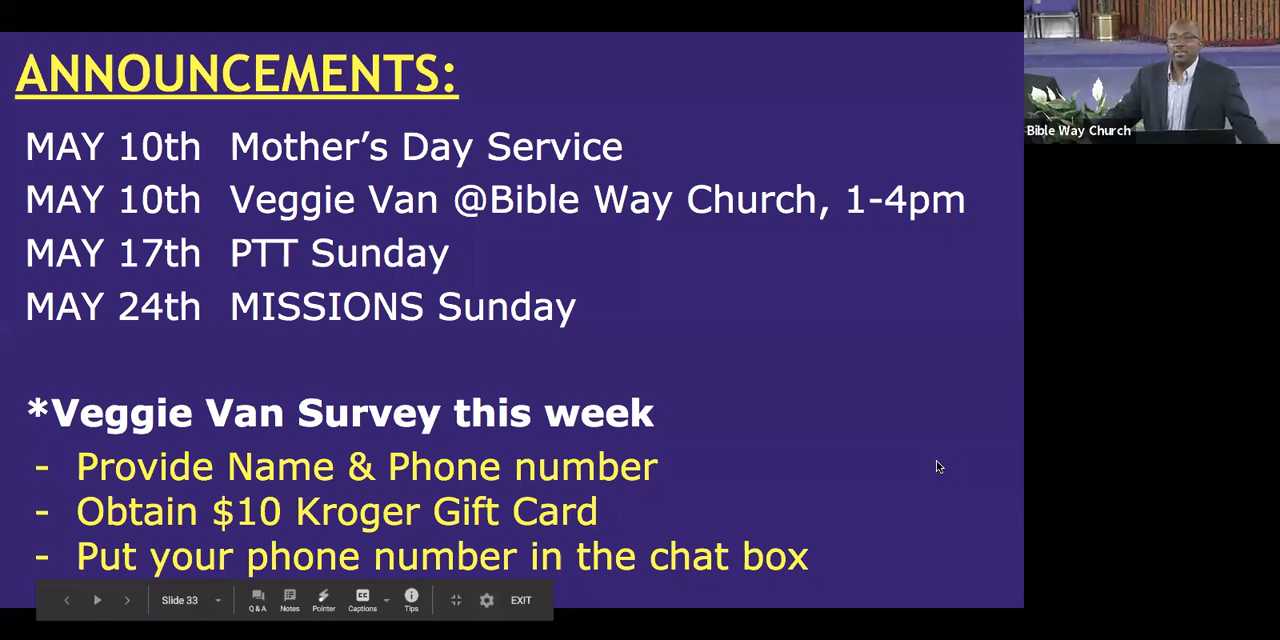 ANNOUNCEMENTS:
MAY 10th Mother's Day Service
MAY 10th Veggie Van @Bible Way Church, 1-4pm
MAY 17th PTT Sunday
MAY 24th MISSIONS Sunday
*Veggie Van Survey this week
- Provide Name & Phone number
- Obtain $10 Kroger Gift Card
- Put your phone number in the chat box
Slide 33 Q & A Notes Pointer Captions Tips EXIT
Bible Way Church